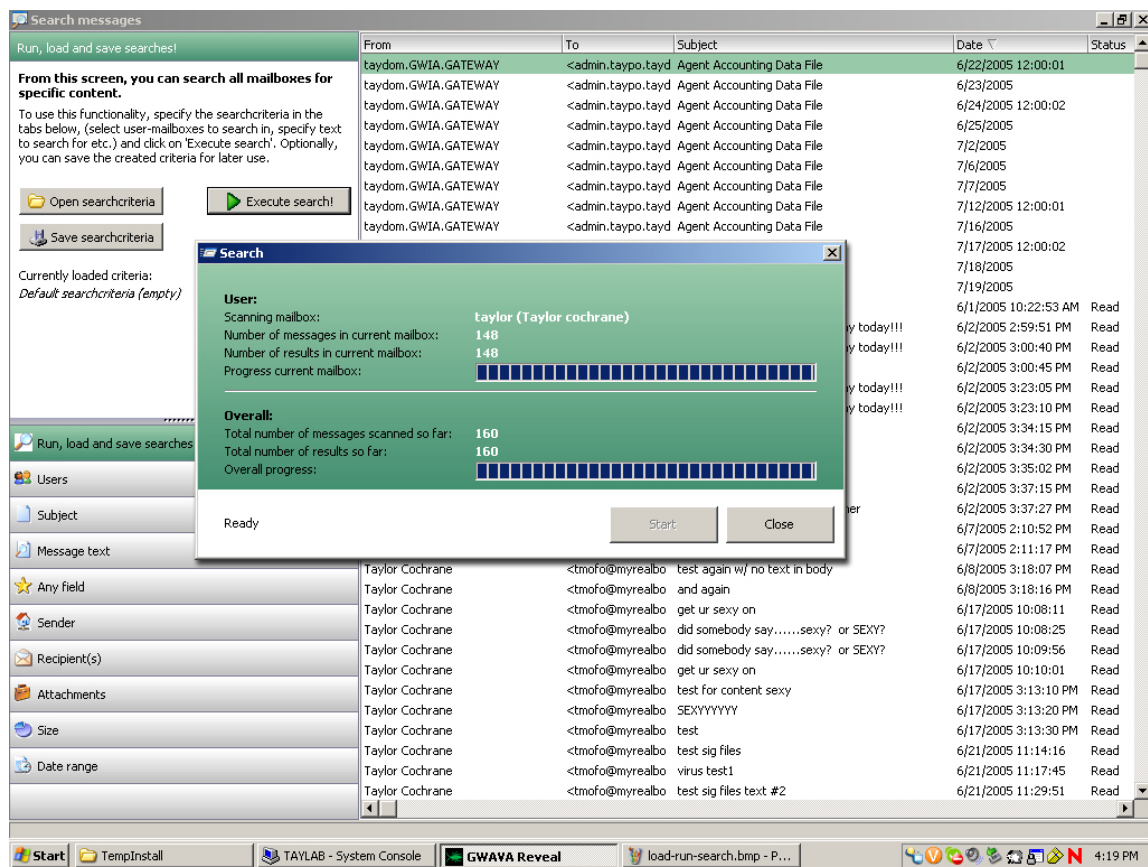 Search messages
Run, load and save searches!
From this screen, you can search all mailboxes for
specific content.
To use this functionality, specify the searchcriteria in the
tabs below, (select user-mailboxes to search in, specify text
to search for etc.) and click on 'Execute search'. Optionally,
you can save the created criteria for later use.
Open searchcriteria
Execute search!
Save searchcriteria
Currently loaded criteria:
Default searchcriteria (empty)
Run, load and save searches
Users
Subject
Message text
Any field
Sender
Recipient(s)
Attachments
Size
Date range
From To Subject Date Status
taydom.GWIA.GATEWAY <admin.taypo.tayd Agent Accounting Data File 6/22/2005 12:00:01
taydom.GWIA.GATEWAY <admin.taypo.tayd Agent Accounting Data File 6/23/2005
taydom.GWIA.GATEWAY <admin.taypo.tayd Agent Accounting Data File 6/24/2005 12:00:02
taydom.GWIA.GATEWAY <admin.taypo.tayd Agent Accounting Data File 6/25/2005
taydom.GWIA.GATEWAY <admin.taypo.tayd Agent Accounting Data File 7/2/2005
taydom.GWIA.GATEWAY <admin.taypo.tayd Agent Accounting Data File 7/6/2005
taydom.GWIA.GATEWAY <admin.taypo.tayd Agent Accounting Data File 7/7/2005
taydom.GWIA.GATEWAY <admin.taypo.tayd Agent Accounting Data File 7/12/2005 12:00:01
taydom.GWIA.GATEWAY <admin.taypo.tayd Agent Accounting Data File 7/16/2005
7/17/2005 12:00:02
7/18/2005
7/19/2005
6/1/2005 10:22:53 AM Read
y today!!! 6/2/2005 2:59:51 PM Read
y today!!! 6/2/2005 3:00:40 PM Read
6/2/2005 3:00:45 PM Read
y today!!! 6/2/2005 3:23:05 PM Read
y today!!! 6/2/2005 3:23:10 PM Read
6/2/2005 3:34:15 PM Read
6/2/2005 3:34:30 PM Read
6/2/2005 3:35:02 PM Read
6/2/2005 3:37:15 PM Read
er 6/2/2005 3:37:27 PM Read
6/7/2005 2:10:52 PM Read
6/7/2005 2:11:17 PM Read
Taylor Cochrane <tmofo@myrealbo test again w/ no text in body 6/8/2005 3:18:07 PM Read
Taylor Cochrane <tmofo@myrealbo and again 6/8/2005 3:18:16 PM Read
Taylor Cochrane <tmofo@myrealbo get ur sexy on 6/17/2005 10:08:11 Read
Taylor Cochrane <tmofo@myrealbo did somebody say......sexy? or SEXY? 6/17/2005 10:08:25 Read
Taylor Cochrane <tmofo@myrealbo did somebody say......sexy? or SEXY? 6/17/2005 10:09:56 Read
Taylor Cochrane <tmofo@myrealbo get ur sexy on 6/17/2005 10:10:01 Read
Taylor Cochrane <tmofo@myrealbo test for content sexy 6/17/2005 3:13:10 PM Read
Taylor Cochrane <tmofo@myrealbo SEXYYYYYY 6/17/2005 3:13:20 PM Read
Taylor Cochrane <tmofo@myrealbo test 6/17/2005 3:13:30 PM Read
Taylor Cochrane <tmofo@myrealbo test sig files 6/21/2005 11:14:16 Read
Taylor Cochrane <tmofo@myrealbo virus test1 6/21/2005 11:17:45 Read
Taylor Cochrane <tmofo@myrealbo test sig files text #2 6/21/2005 11:29:51 Read
Search
User:
Scanning mailbox: taylor (Taylor cochrane)
Number of messages in current mailbox: 148
Number of results in current mailbox: 148
Progress current mailbox:
Overall:
Total number of messages scanned so far: 160
Total number of results so far: 160
Overall progress:
Ready
Start
Close
Start TempInstall TAYLAB - System Console GWAVA Reveal load-run-search.bmp - P... 4:19 PM